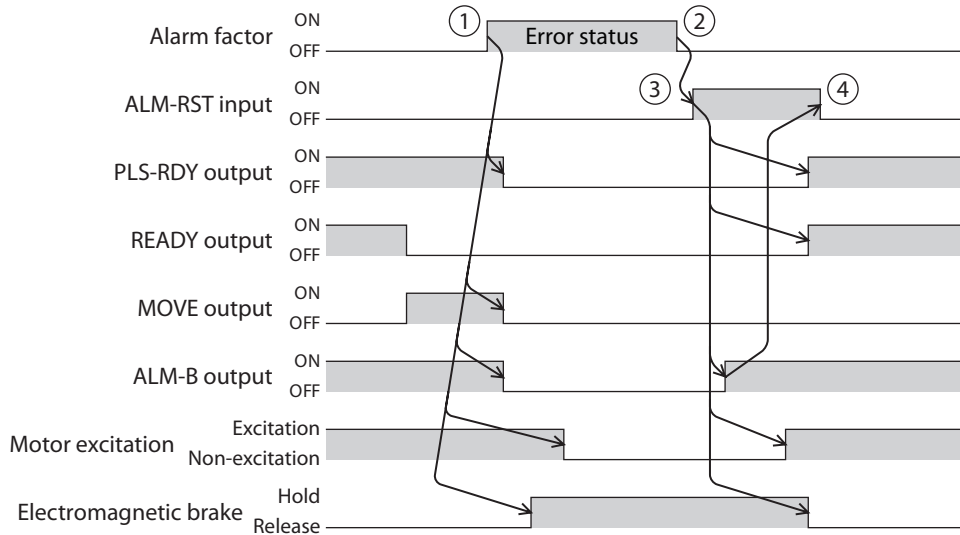 Alarm factor ON OFF ① Error status ②
ALM-RST input ON OFF ③ ④
PLS-RDY output ON OFF
READY output ON OFF
MOVE output ON OFF
ALM-B output ON OFF
Motor excitation Excitation Non-excitation
Electromagnetic brake Hold Release